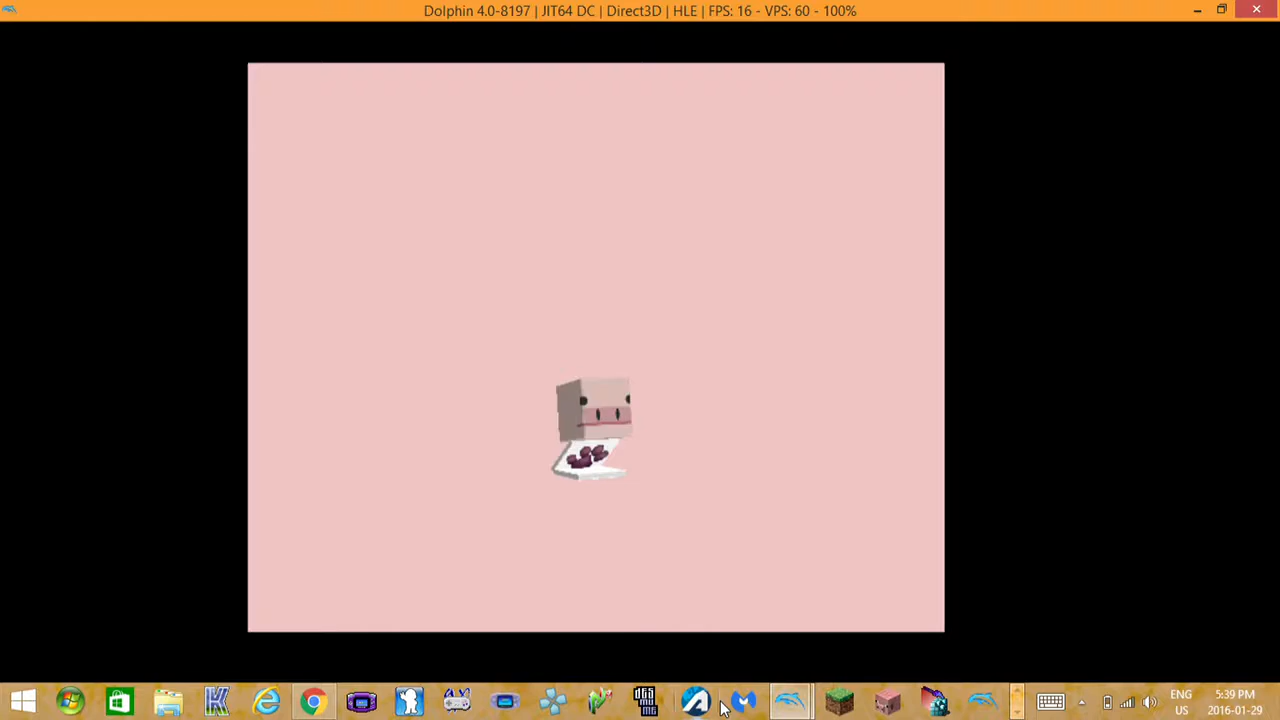 Dolphin 4.0-8197 | JIT64 DC | Direct3D | HLE | FPS: 16 - VPS: 60 - 100%
DeSmuME
ENG
US
5:39 PM
2016-01-29